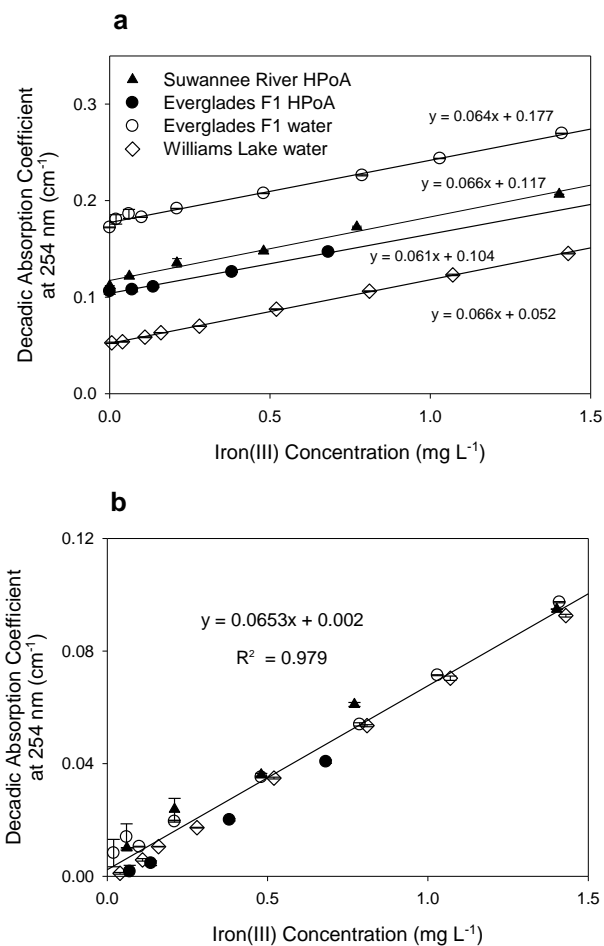 a
Suwannee River HPoA
Everglades F1 HPoA
Everglades F1 water
Williams Lake water
y = 0.064x + 0.177
y = 0.066x + 0.117
y = 0.061x + 0.104
y = 0.066x + 0.052
0.3
0.2
0.1
0.0
Decadic Absorption Coefficient
at 254 nm (cm⁻¹)
0.0 0.5 1.0 1.5
Iron(III) Concentration (mg L⁻¹)
b
0.12
0.08
0.04
0.00
Decadic Absorption Coefficient
at 254 nm (cm⁻¹)
y = 0.0653x + 0.002
R² = 0.979
0.0 0.5 1.0 1.5
Iron(III) Concentration (mg L⁻¹)